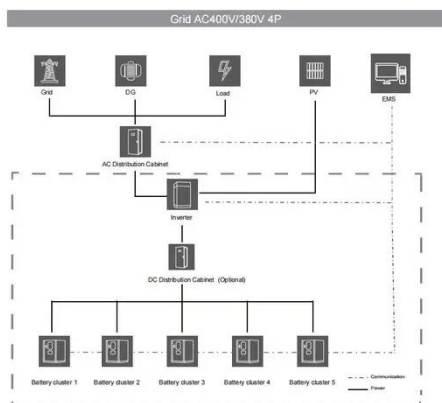 Grid AC400V/380V 4P
Grid
DG
Load
PV
EMS
AC Distribution Cabinet
Inverter
DC Distribution Cabinet (Optional)
Battery cluster 1
Battery cluster 2
Battery cluster 3
Battery cluster 4
Battery cluster 5
Communication
Power